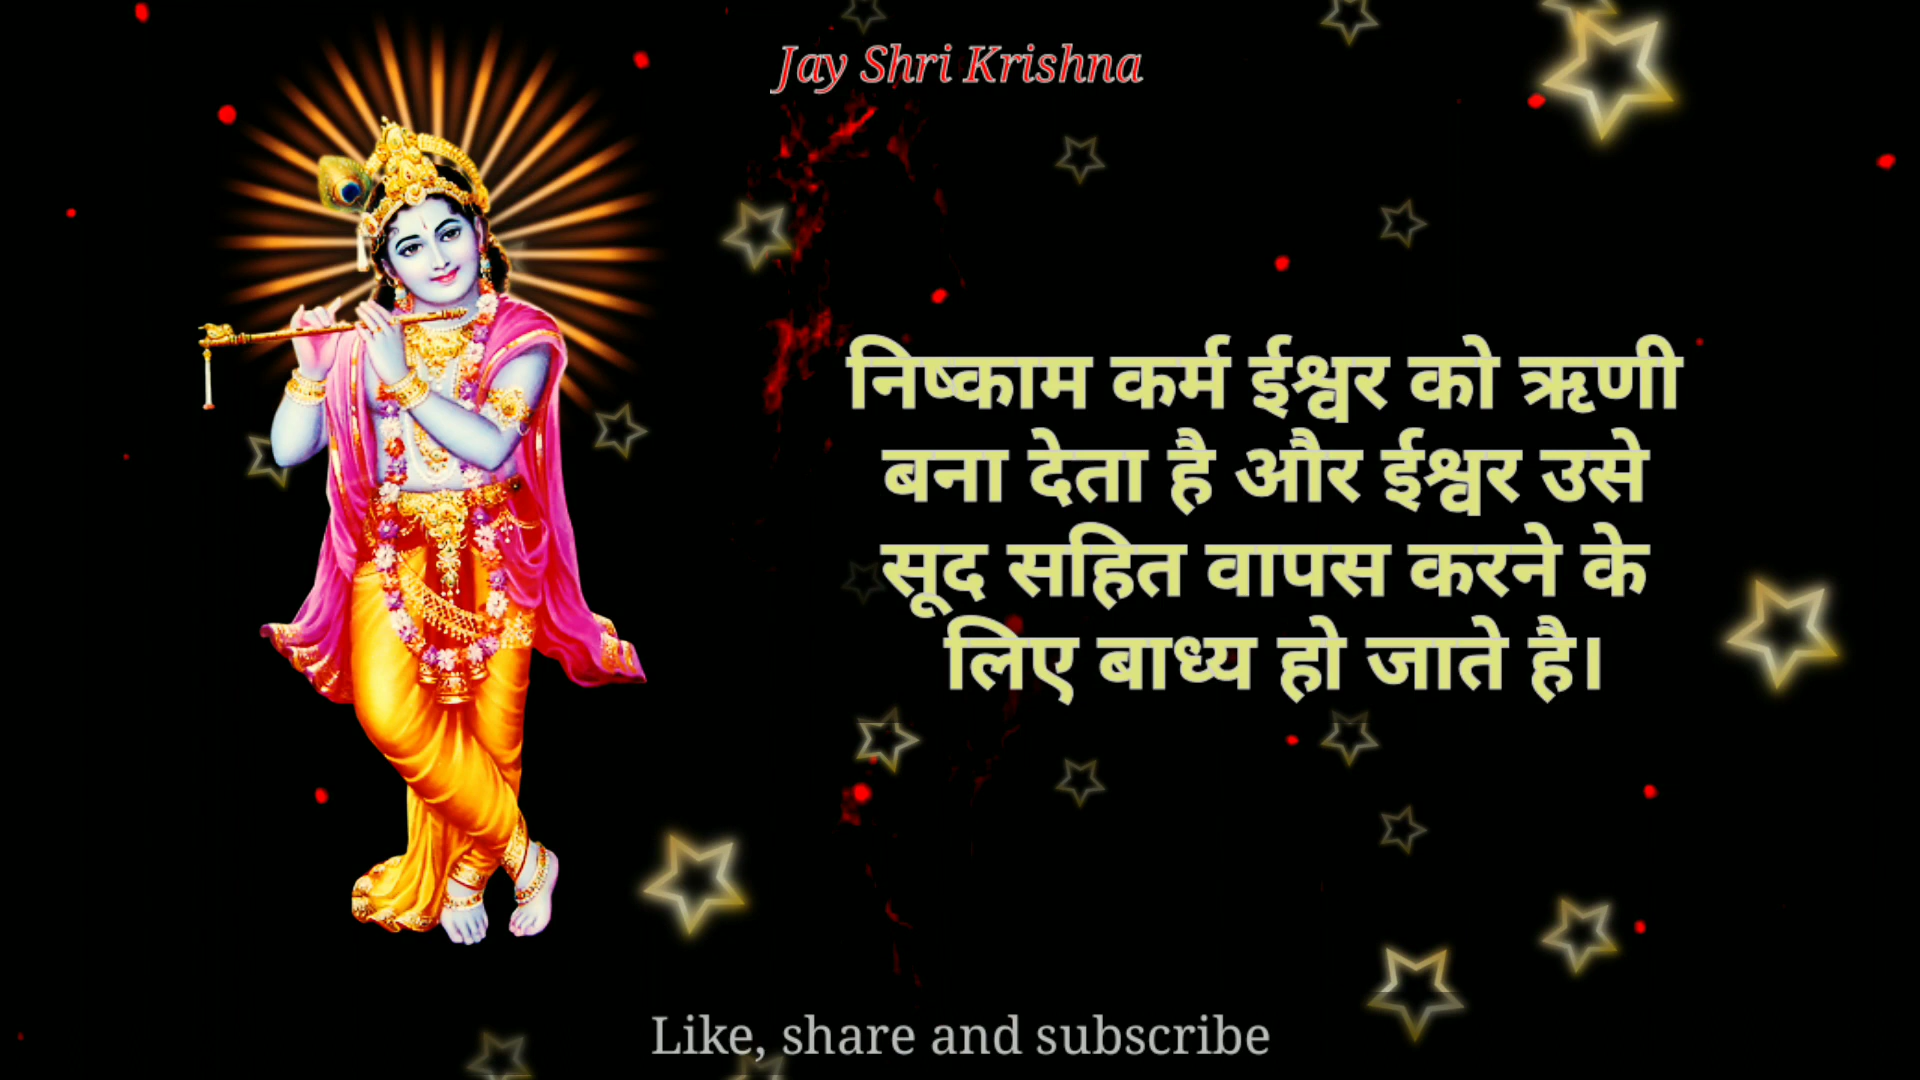 Jay Shri Krishna
निष्काम कर्म ईश्वर को ऋणी
बना देता है और ईश्वर उसे
सूद सहित वापस करने के
लिए बाध्य हो जाते है।
Like, share and subscribe